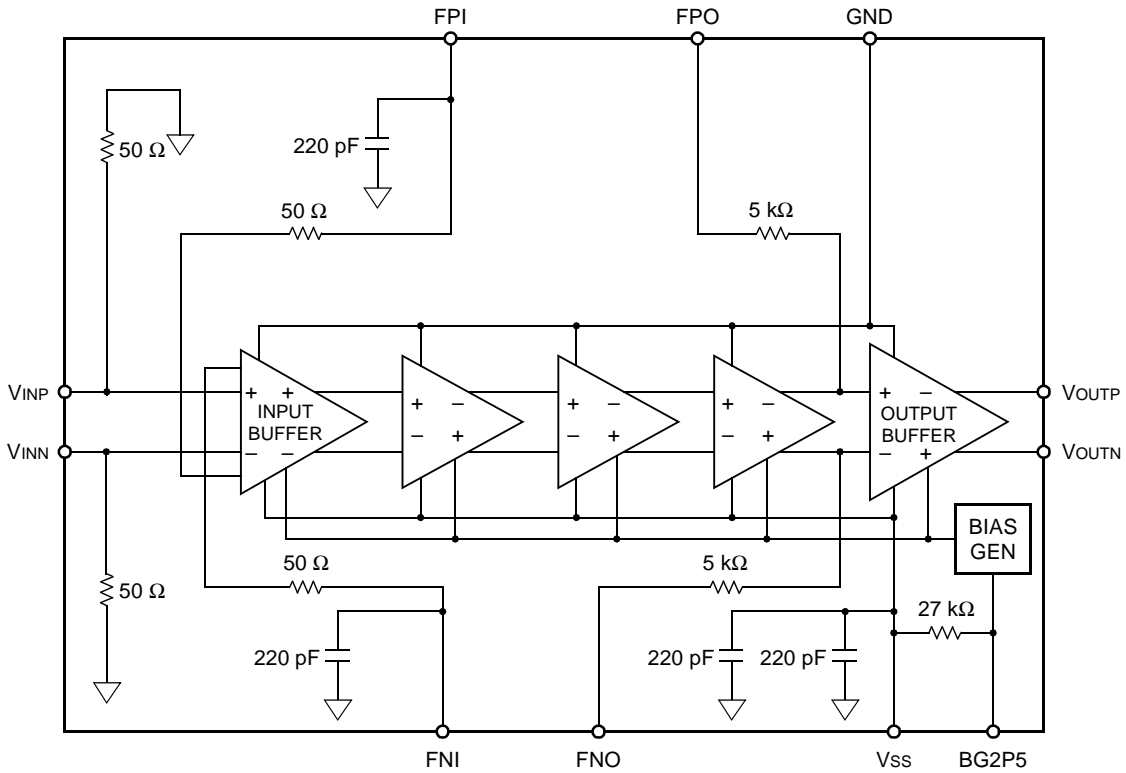 FPI
FPO
GND
50 Ω
220 pF
50 Ω
5 kΩ
VINP
+ +
INPUT
BUFFER
− −
+ −
− +
+ −
− +
+ −
− +
+ −
OUTPUT
BUFFER
− +
VOUTP
VINN
VOUTN
BIAS
GEN
50 Ω
50 Ω
5 kΩ
27 kΩ
220 pF
220 pF
220 pF
FNI
FNO
VSS
BG2P5